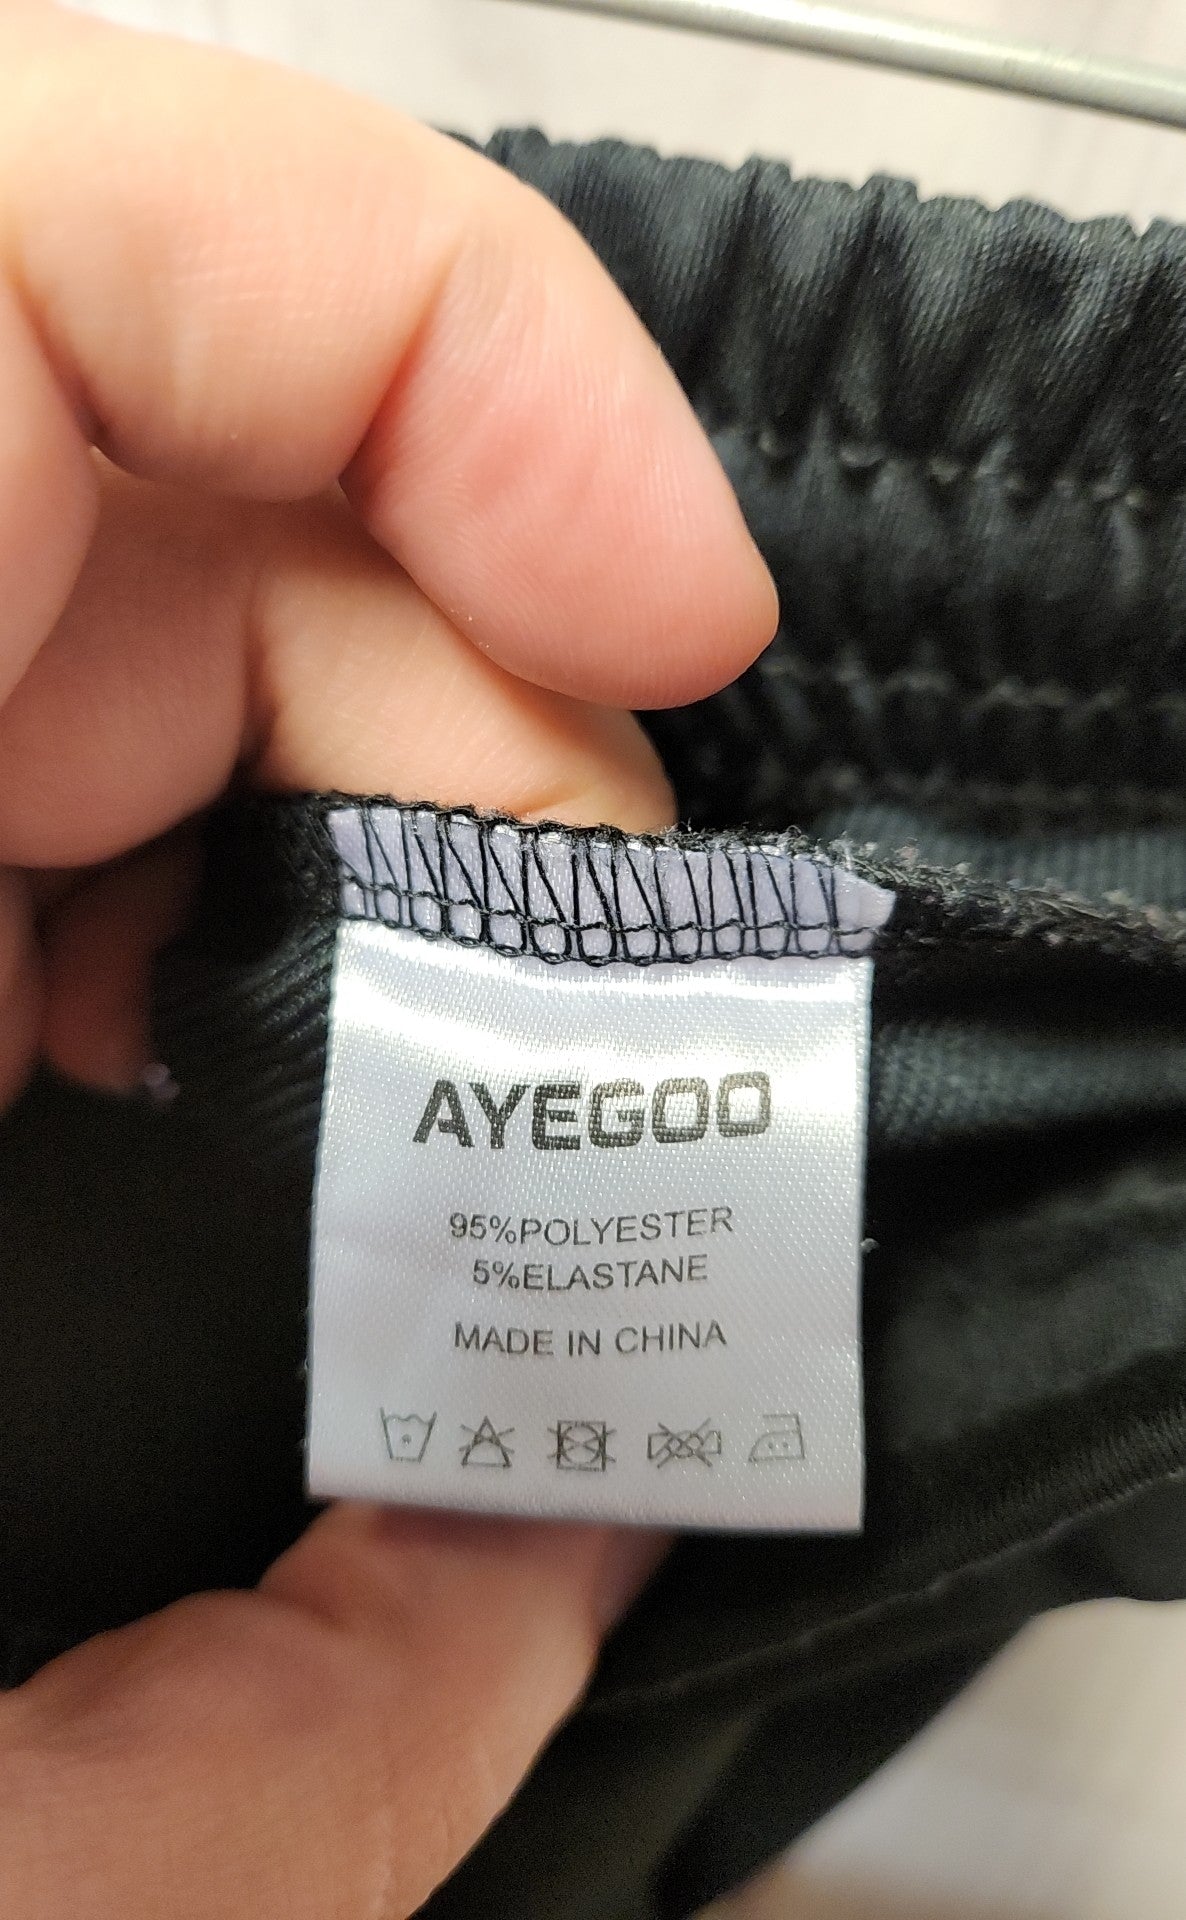 AYEGOO
95%POLYESTER
5%ELASTANE
MADE IN CHINA